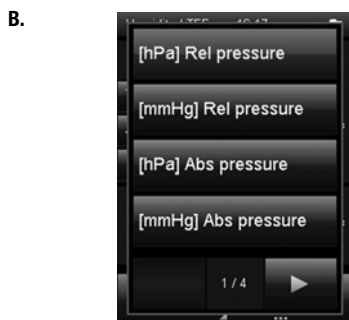 B.
[hPa] Rel pressure
[mmHg] Rel pressure
[hPa] Abs pressure
[mmHg] Abs pressure
1 / 4